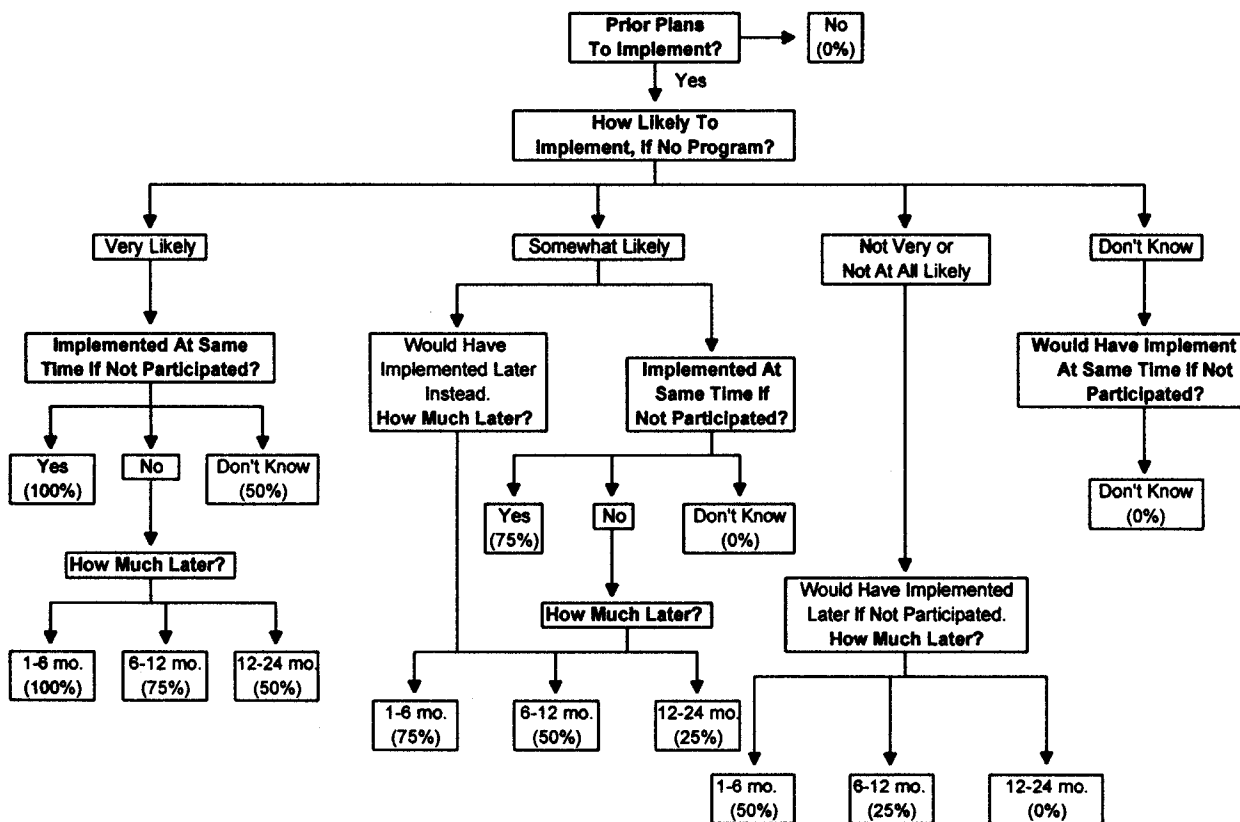 Prior Plans
To Implement?
No
(0%)
Yes
How Likely To
Implement, If No Program?
Very Likely
Somewhat Likely
Not Very or
Not At All Likely
Don't Know
Implemented At Same
Time If Not Participated?
Would Have
Implemented Later
Instead.
How Much Later?
Implemented At
Same Time If
Not Participated?
Would Have Implement
At Same Time If Not
Participated?
Yes
(100%)
No
Don't Know
(50%)
Yes
(75%)
No
Don't Know
(0%)
Don't Know
(0%)
How Much Later?
How Much Later?
Would Have Implemented
Later If Not Participated.
How Much Later?
1-6 mo.
(100%)
6-12 mo.
(75%)
12-24 mo.
(50%)
1-6 mo.
(75%)
6-12 mo.
(50%)
12-24 mo.
(25%)
1-6 mo.
(50%)
6-12 mo.
(25%)
12-24 mo.
(0%)